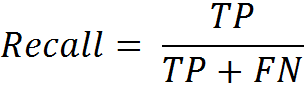 Recall = TP / (TP + FN)